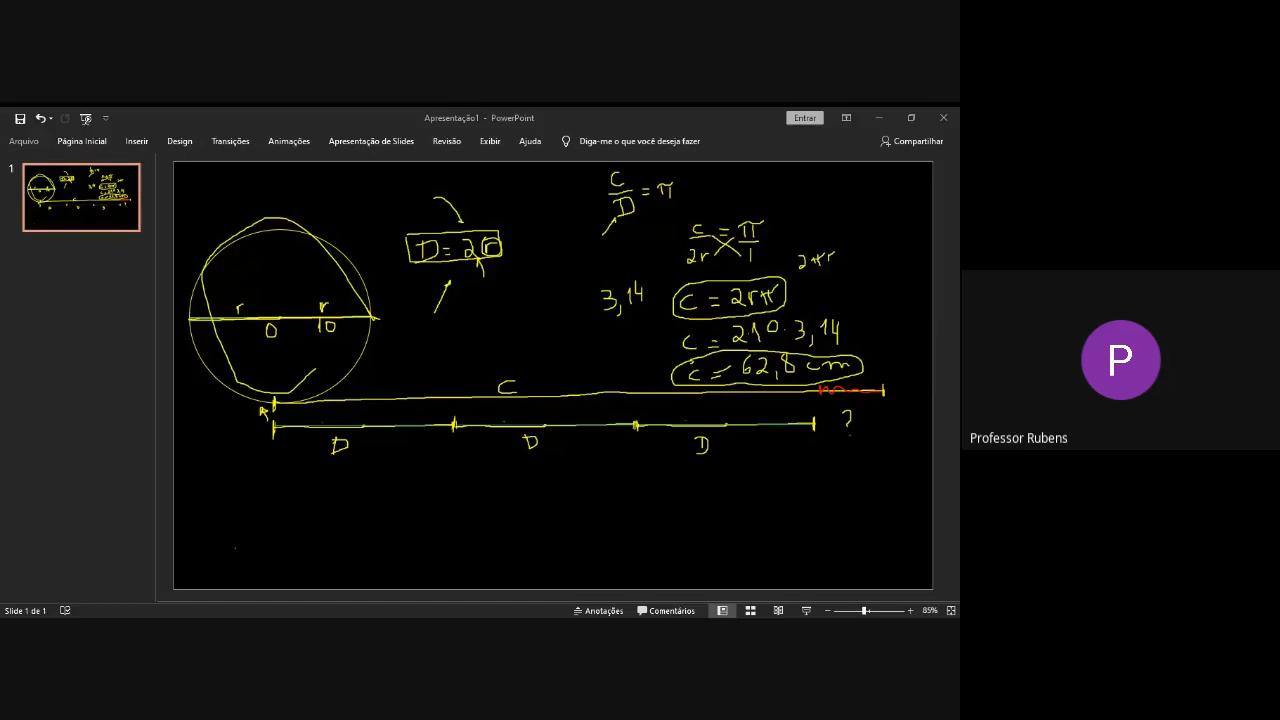 Apresentação1 - PowerPoint
Entrar
Arquivo Página Inicial Inserir Design Transições Animações Apresentação de Slides Revisão Exibir Ajuda Diga-me o que você deseja fazer Compartilhar
1
C/D = π
D = 2r
C/2r = π/1
2πr
3,14
C = 2rπ
r r
O 10
C = 2.10.3,14
C = 62,8 cm
C
D D D ?
P
Professor Rubens
Slide 1 de 1 Anotações Comentários 85%